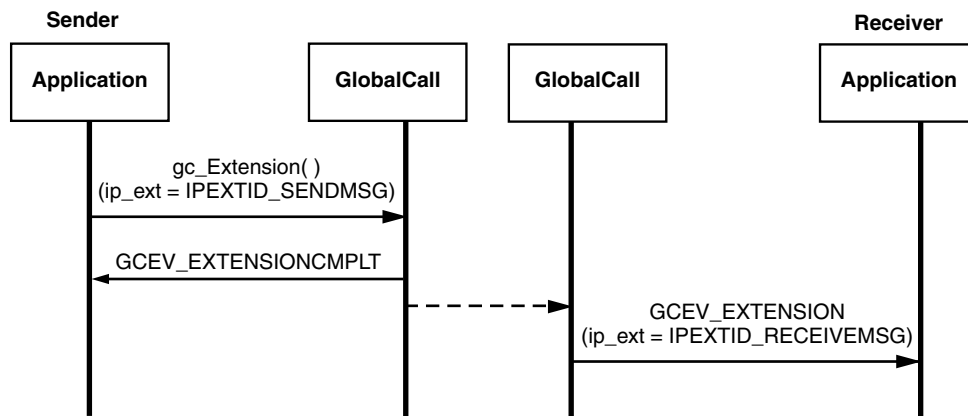 Sender
Receiver
Application
GlobalCall
GlobalCall
Application
gc_Extension( )
(ip_ext = IPEXTID_SENDMSG)
GCEV_EXTENSIONCMPLT
GCEV_EXTENSION
(ip_ext = IPEXTID_RECEIVEMSG)